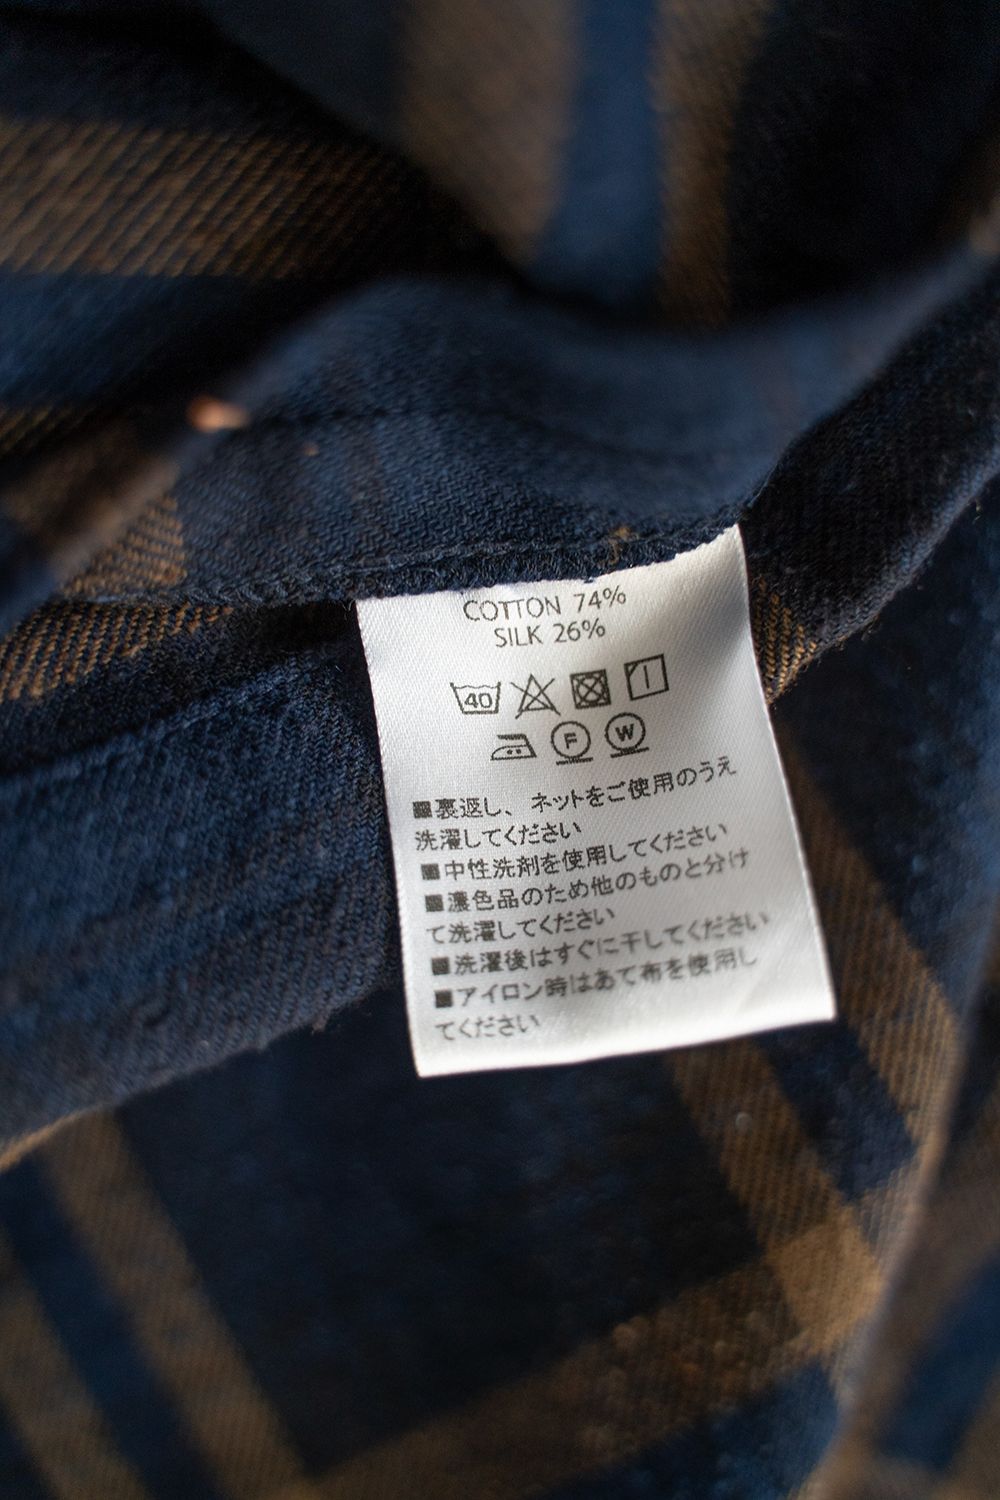 COTTON 74%
SILK 26%
40
F W
■裏返し、ネットをご使用のうえ
洗濯してください
■中性洗剤を使用してください
■濃色品のため他のものと分け
て洗濯してください
■洗濯後はすぐに干してください
■アイロン時はあて布を使用し
てください